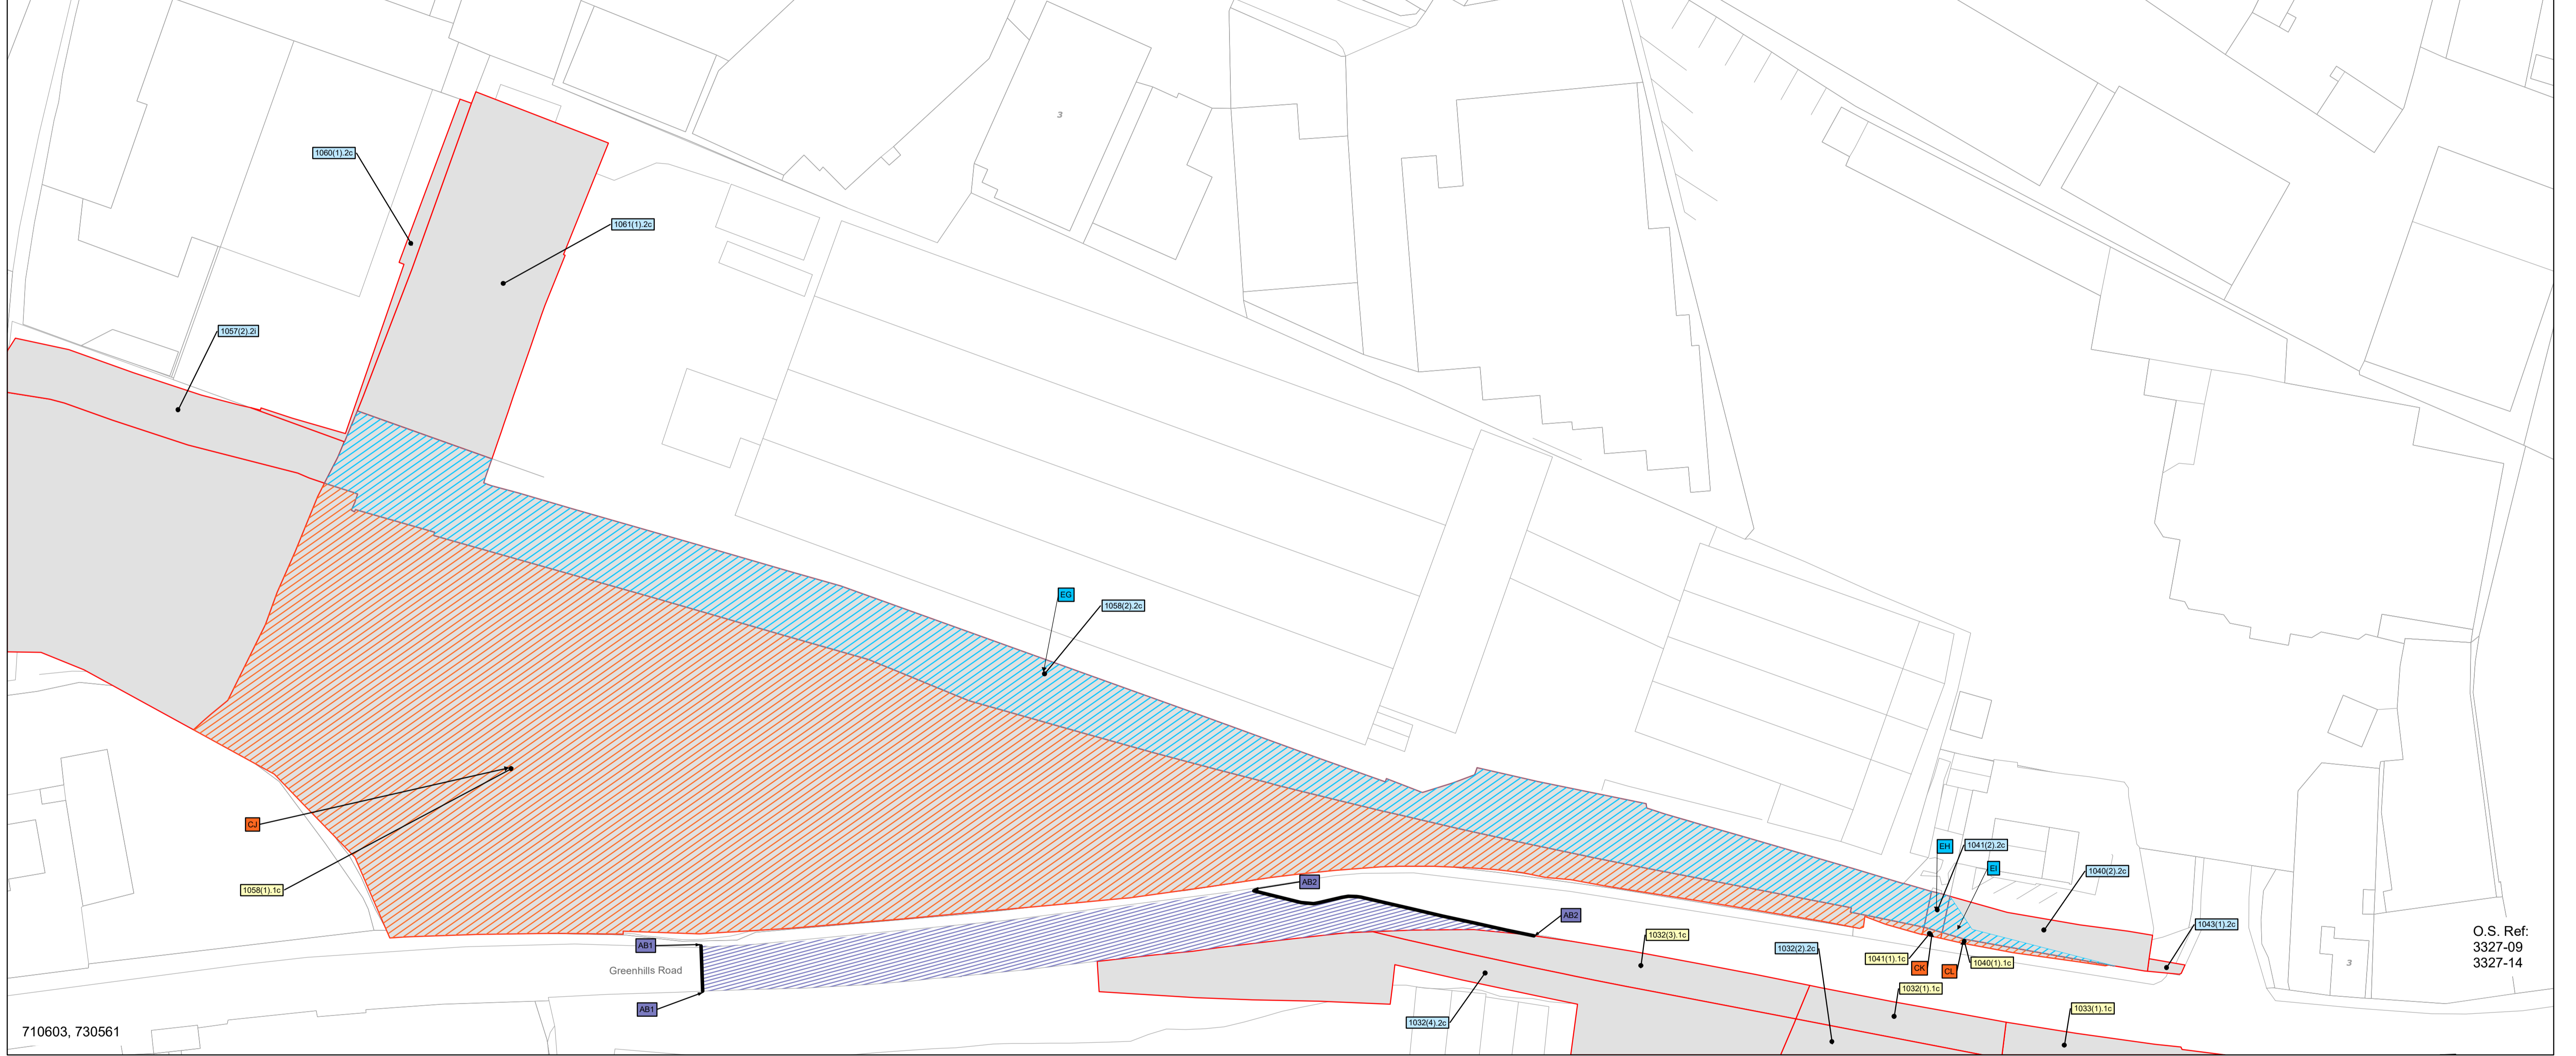 3
1060(1).2c
1061(1).2c
1057(2).2i
EG
1058(2).2c
CJ
1058(1).1c
AB2
AB2
AB1
Greenhills Road
AB1
EH
1041(2).2c
EI
1040(2).2c
1043(1).2c
1032(3).1c
1032(2).2c
1041(1).1c
CK
CL
1040(1).1c
1032(1).1c
1033(1).1c
1032(4).2c
3
O.S. Ref:
3327-09
3327-14
710603, 730561